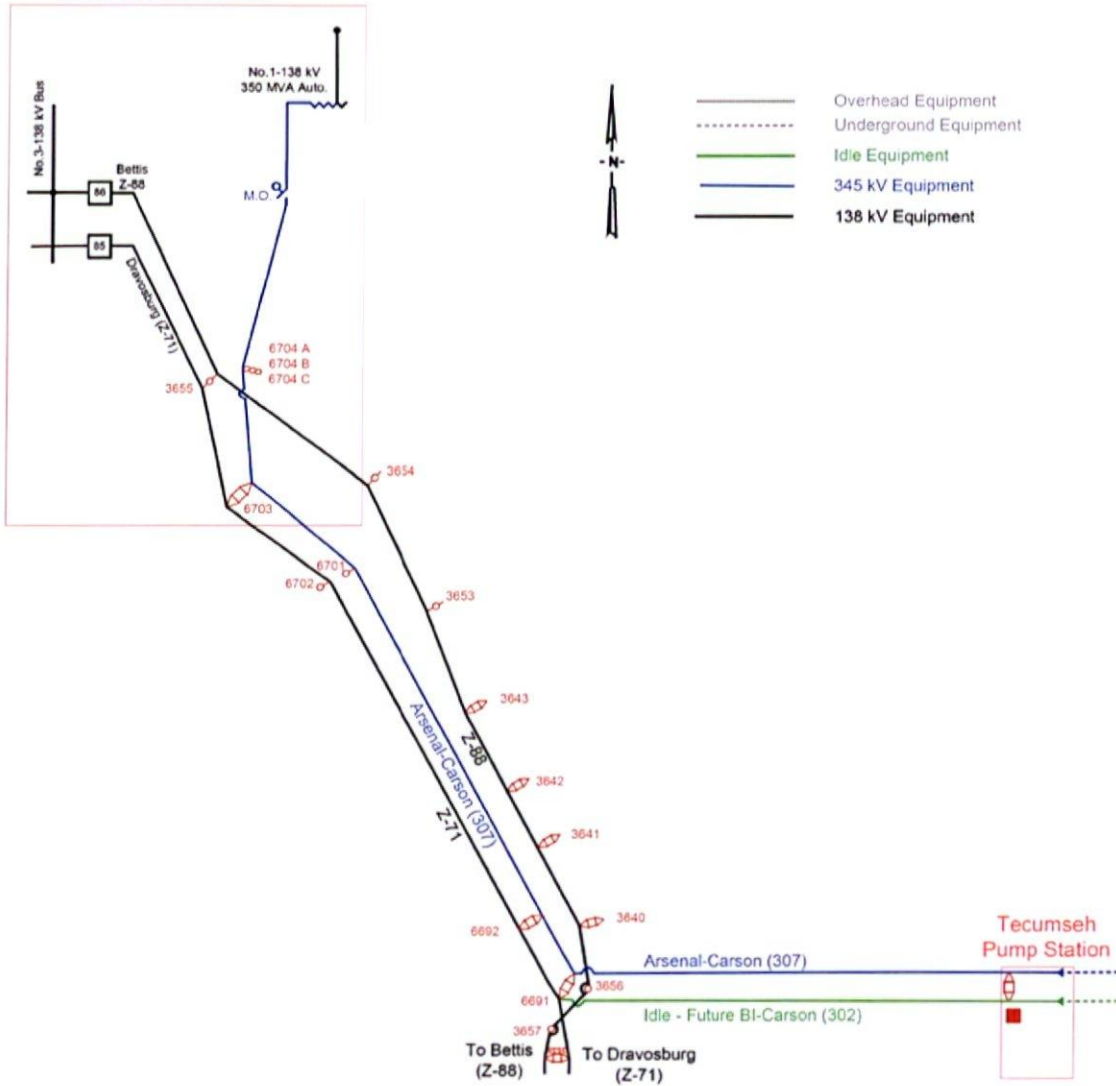 No.1-138 kV
350 MVA Auto.
No.3-138 kV Bus
Bettis
Z-88
86
85
M.O.
Dravosburg (Z-71)
-N-
Overhead Equipment
Underground Equipment
Idle Equipment
345 kV Equipment
138 kV Equipment
6704 A
6704 B
6704 C
3655
3654
6703
6701
6702
3653
3643
Arsenal-Carson (307)
Z-88
3642
Z-71
3641
6692
3640
Tecumseh
Pump Station
Arsenal-Carson (307)
3656
6691
Idle - Future BI-Carson (302)
3657
To Bettis
(Z-88)
To Dravosburg
(Z-71)